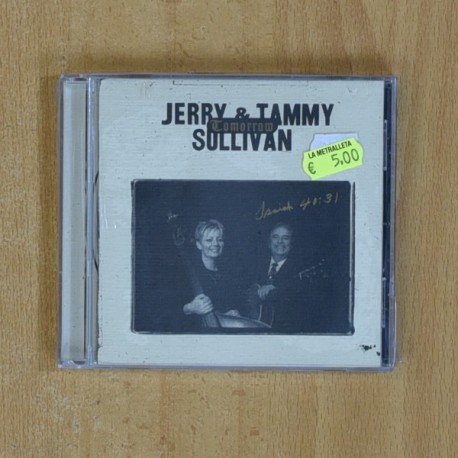 JERRY & TAMMY
Tomorrow
SULLIVAN
LA METRALLETA
€ 5,00
Isaiah 40:31